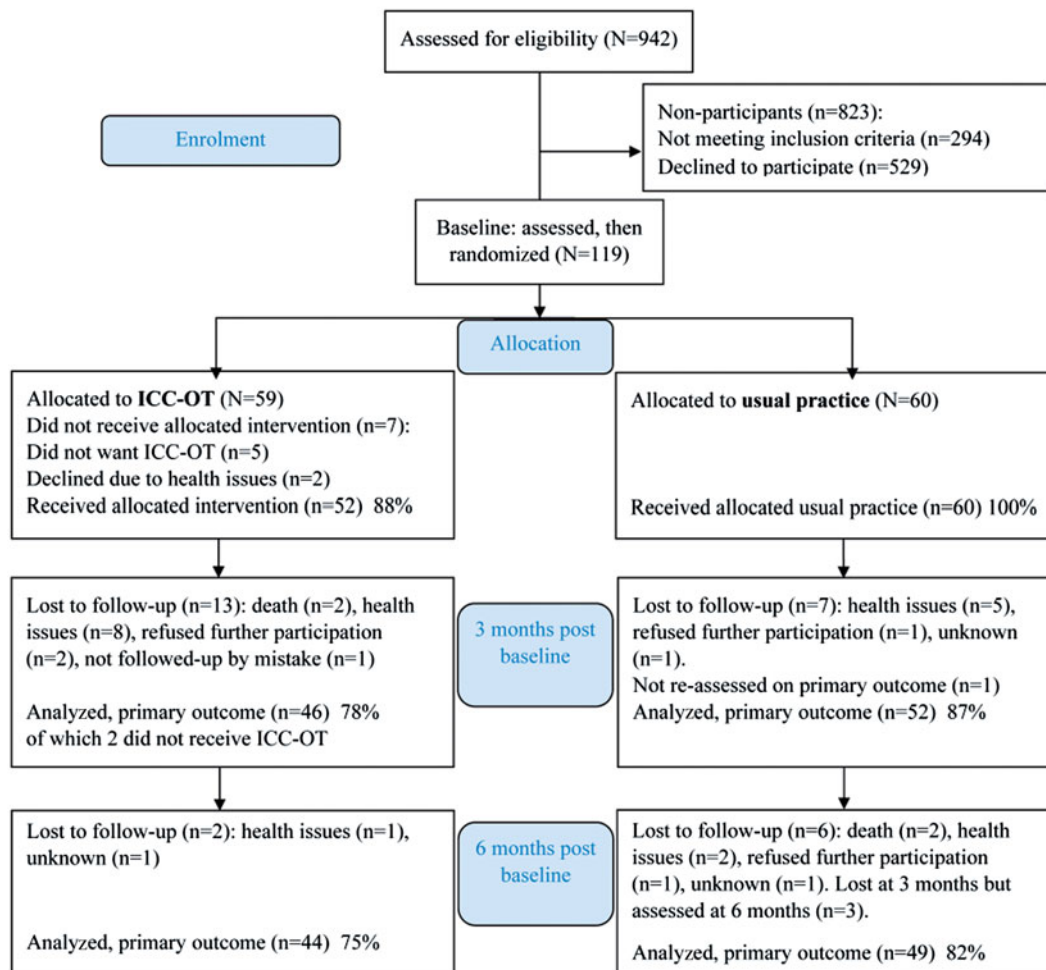 Assessed for eligibility (N=942)
Enrolment
Non-participants (n=823):
Not meeting inclusion criteria (n=294)
Declined to participate (n=529)
Baseline: assessed, then
randomized (N=119)
Allocation
Allocated to ICC-OT (N=59)
Did not receive allocated intervention (n=7):
Did not want ICC-OT (n=5)
Declined due to health issues (n=2)
Received allocated intervention (n=52) 88%
Allocated to usual practice (N=60)
Received allocated usual practice (n=60) 100%
Lost to follow-up (n=13): death (n=2), health
issues (n=8), refused further participation
(n=2), not followed-up by mistake (n=1)
Analyzed, primary outcome (n=46) 78%
of which 2 did not receive ICC-OT
3 months post
baseline
Lost to follow-up (n=7): health issues (n=5),
refused further participation (n=1), unknown
(n=1).
Not re-assessed on primary outcome (n=1)
Analyzed, primary outcome (n=52) 87%
Lost to follow-up (n=2): health issues (n=1),
unknown (n=1)
Analyzed, primary outcome (n=44) 75%
6 months post
baseline
Lost to follow-up (n=6): death (n=2), health
issues (n=2), refused further participation
(n=1), unknown (n=1). Lost at 3 months but
assessed at 6 months (n=3).
Analyzed, primary outcome (n=49) 82%